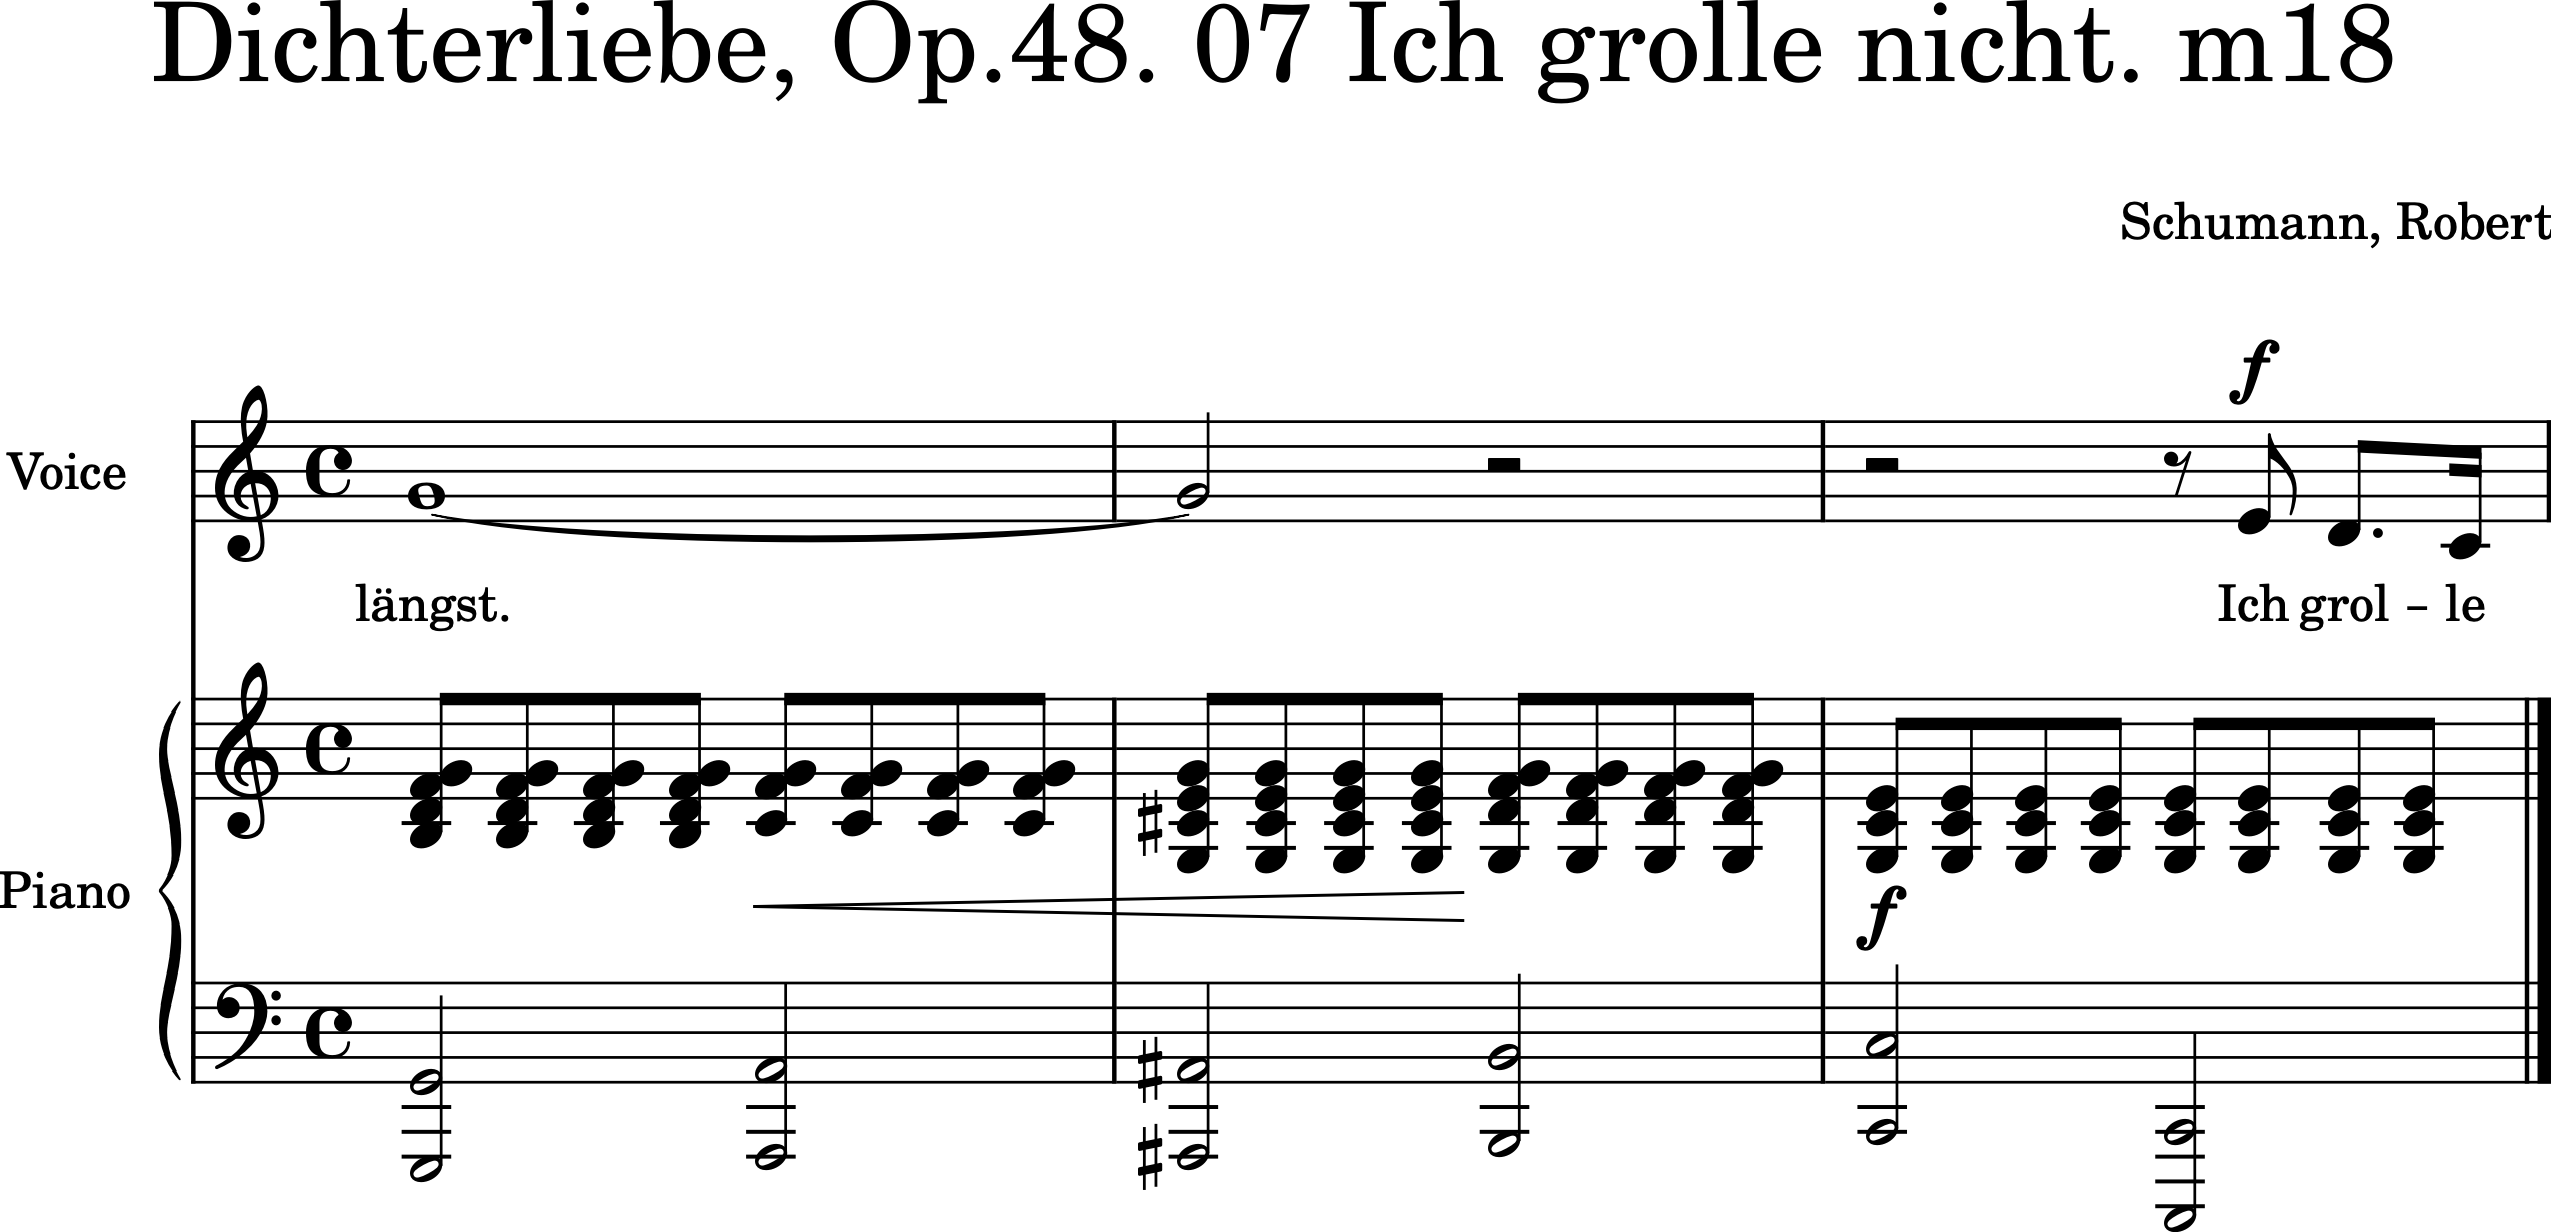 Dichterliebe, Op.48. 07 Ich grolle nicht. m18
Schumann, Robert
f
Voice
längst. Ich grol – le
Piano
f